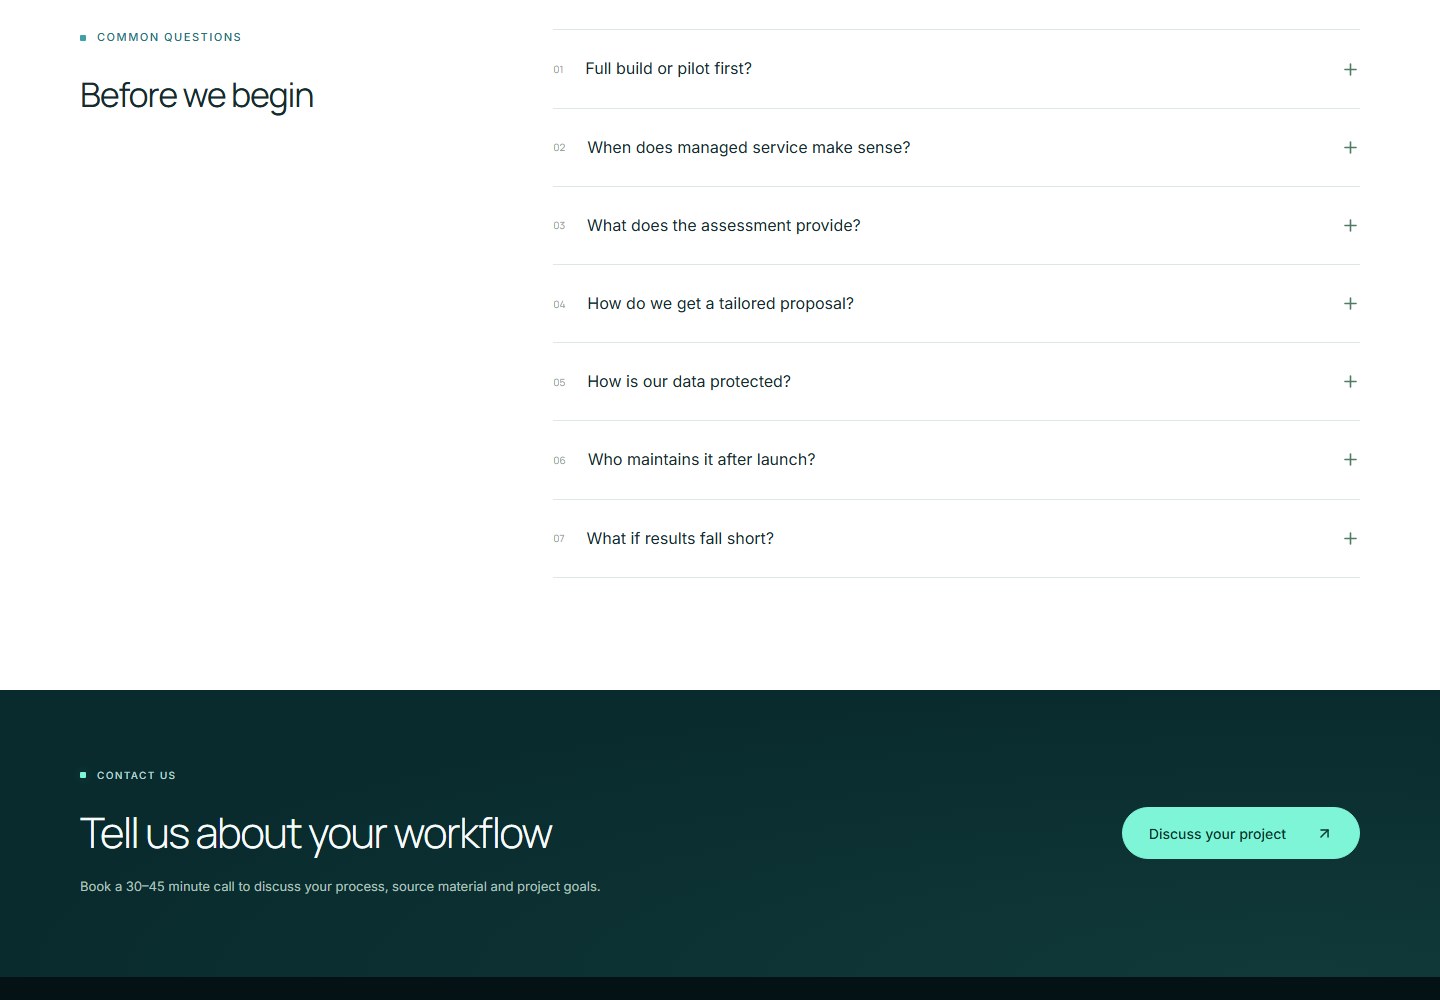 COMMON QUESTIONS
Before we begin
01 Full build or pilot first?
02 When does managed service make sense?
03 What does the assessment provide?
04 How do we get a tailored proposal?
05 How is our data protected?
06 Who maintains it after launch?
07 What if results fall short?
CONTACT US
Tell us about your workflow
Discuss your project
Book a 30–45 minute call to discuss your process, source material and project goals.